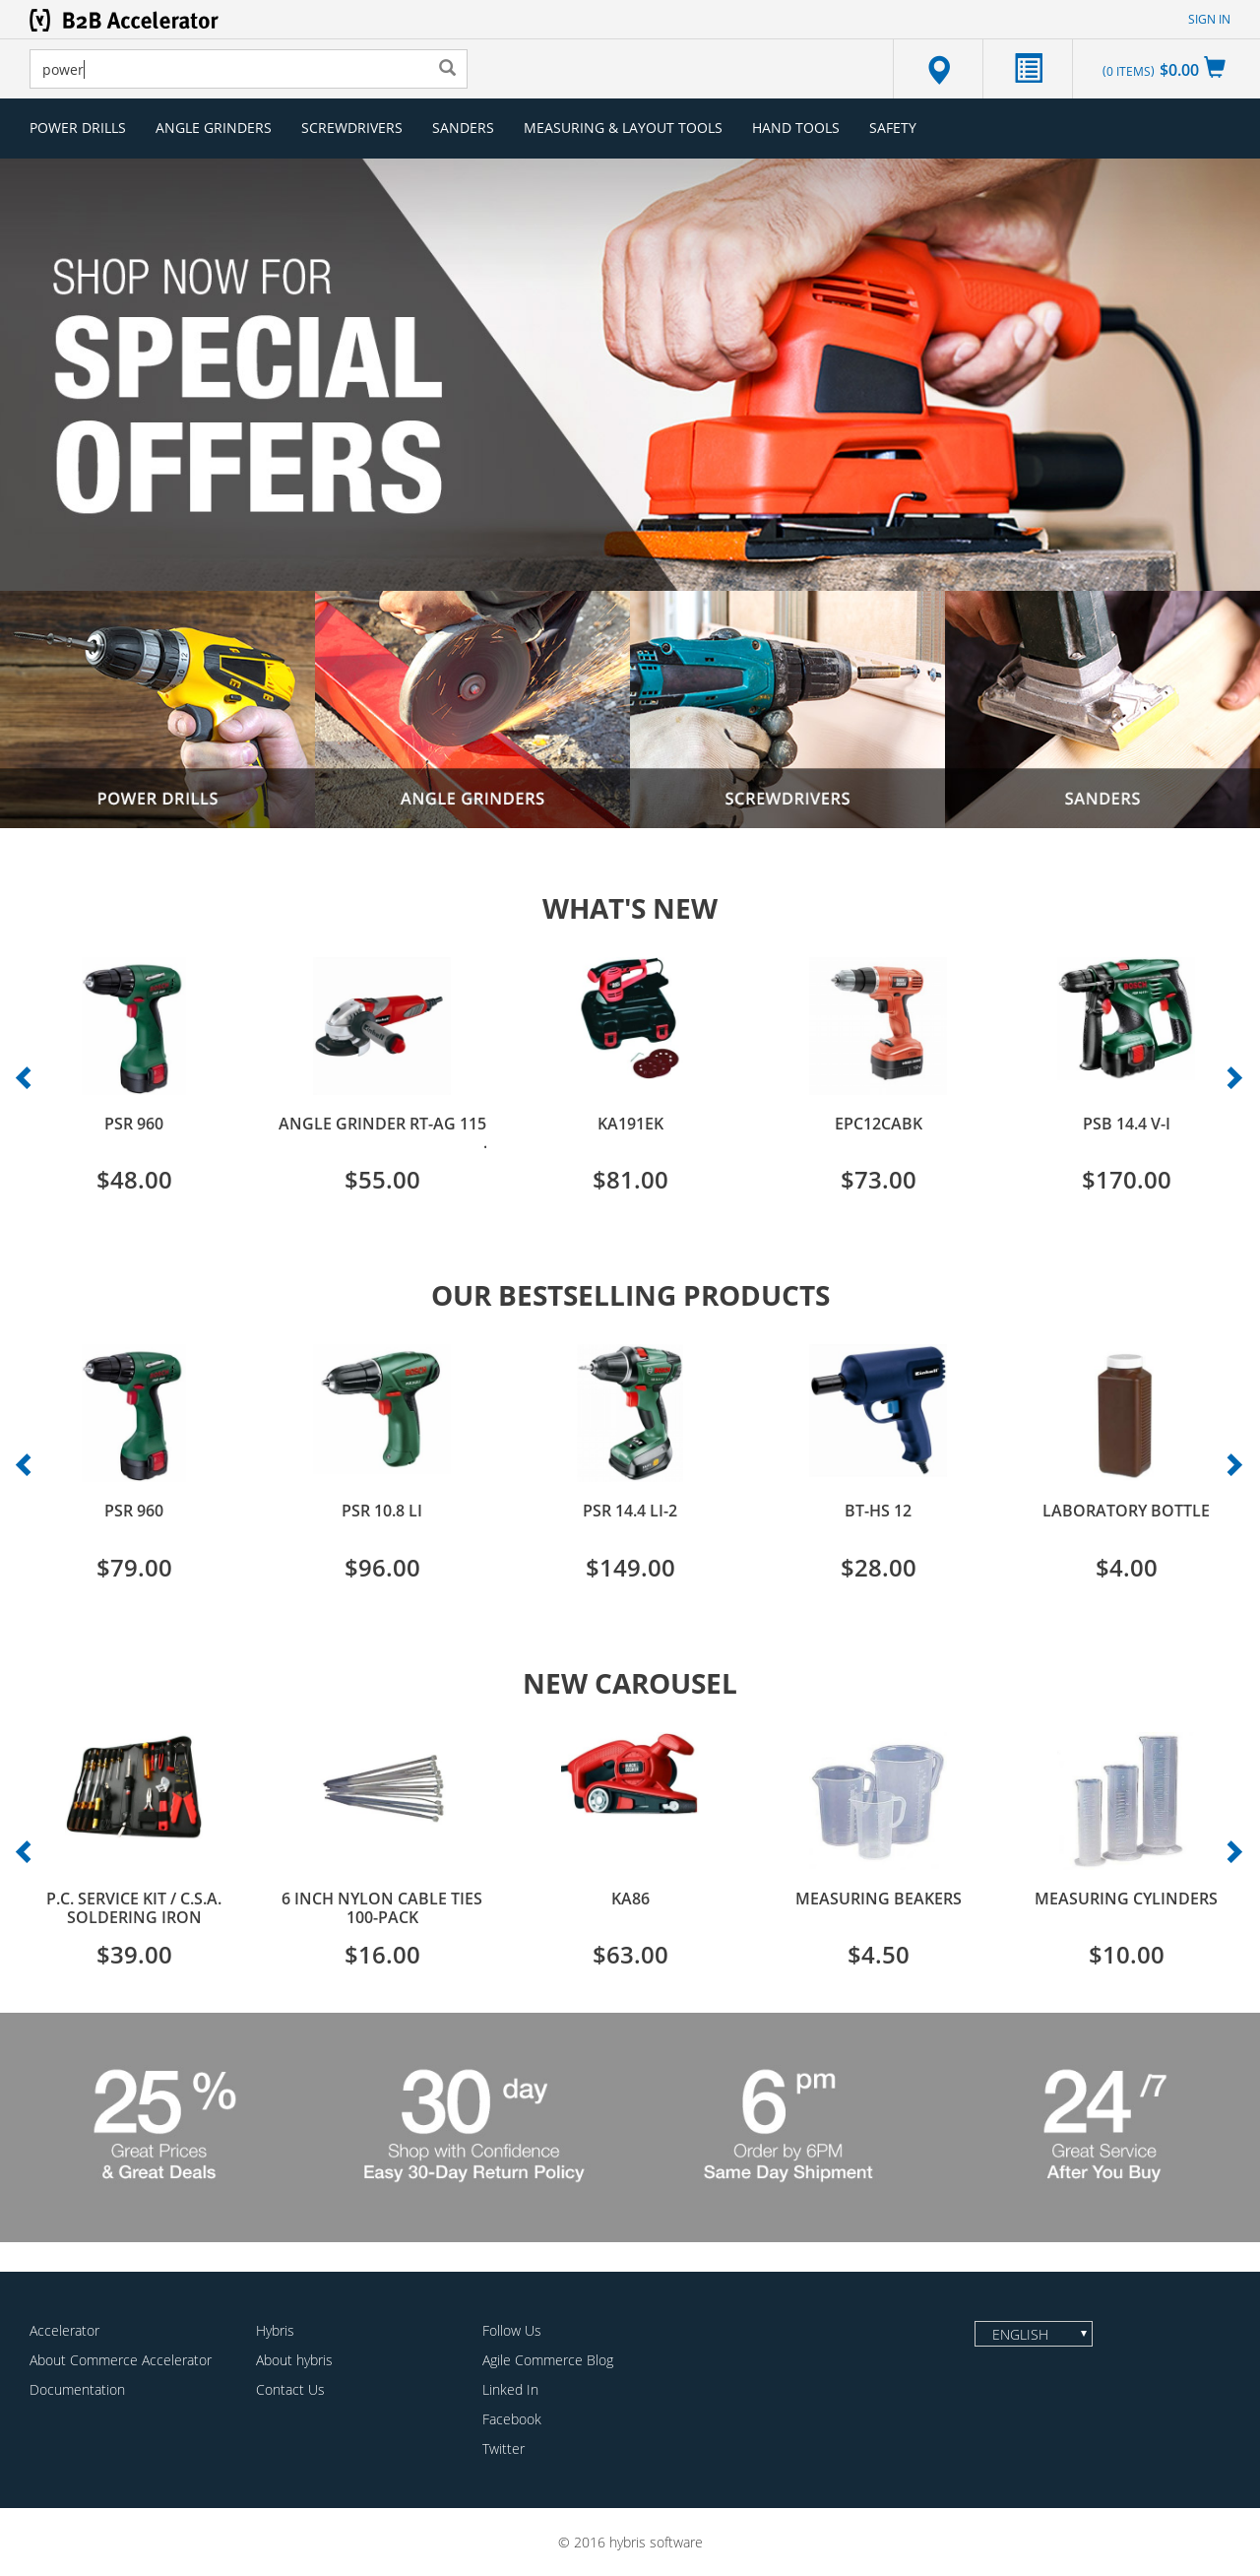 B2B Accelerator
SIGN IN
power
(0 ITEMS) $0.00
POWER DRILLS ANGLE GRINDERS SCREWDRIVERS SANDERS MEASURING & LAYOUT TOOLS HAND TOOLS SAFETY
SHOP NOW FOR
SPECIAL
OFFERS
POWER DRILLS ANGLE GRINDERS SCREWDRIVERS SANDERS
WHAT'S NEW
PSR 960
$48.00
ANGLE GRINDER RT-AG 115
.
$55.00
KA191EK
$81.00
EPC12CABK
$73.00
BOSCH
PSB 14.4 V-I
$170.00
OUR BESTSELLING PRODUCTS
PSR 960
$79.00
BOSCH
PSR 10.8 LI
$96.00
PSR 14.4 LI-2
$149.00
Einhell
BT-HS 12
$28.00
LABORATORY BOTTLE
$4.00
NEW CAROUSEL
P.C. SERVICE KIT / C.S.A.
SOLDERING IRON
$39.00
6 INCH NYLON CABLE TIES
100-PACK
$16.00
KA86
$63.00
MEASURING BEAKERS
$4.50
MEASURING CYLINDERS
$10.00
25 %
Great Prices
& Great Deals
30 day
Shop with Confidence
Easy 30-Day Return Policy
6 pm
Order by 6PM
Same Day Shipment
24 /7
Great Service
After You Buy
Accelerator
About Commerce Accelerator
Documentation
Hybris
About hybris
Contact Us
Follow Us
Agile Commerce Blog
Linked In
Facebook
Twitter
ENGLISH
© 2016 hybris software